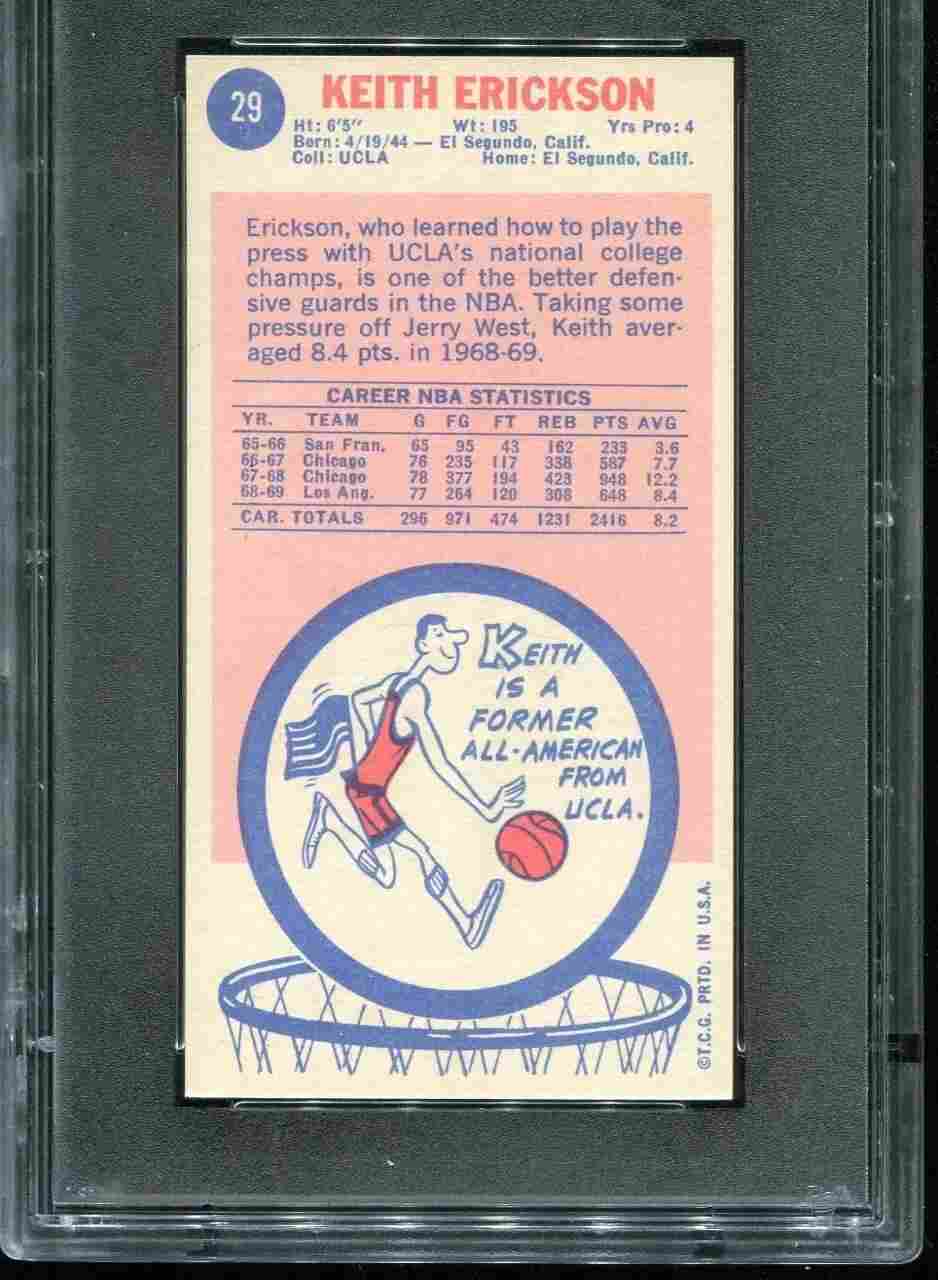 29
KEITH ERICKSON
Ht: 6'5" Wt: 195 Yrs Pro: 4
Born: 4/19/44 — El Segundo, Calif.
Coll: UCLA Home: El Segundo, Calif.
Erickson, who learned how to play the
press with UCLA's national college
champs, is one of the better defen-
sive guards in the NBA. Taking some
pressure off Jerry West, Keith aver-
aged 8.4 pts. in 1968-69.
CAREER NBA STATISTICS
YR. TEAM G FG FT REB PTS AVG
65-66 San Fran. 65 95 43 162 233 3.6
66-67 Chicago 76 235 117 338 587 7.7
67-68 Chicago 78 377 194 423 948 12.2
68-69 Los Ang. 77 264 120 308 648 8.4
CAR. TOTALS 296 971 474 1231 2416 8.2
KEITH
IS A
FORMER
ALL-AMERICAN
FROM
UCLA.
©T.C.G. PRTD. IN U.S.A.